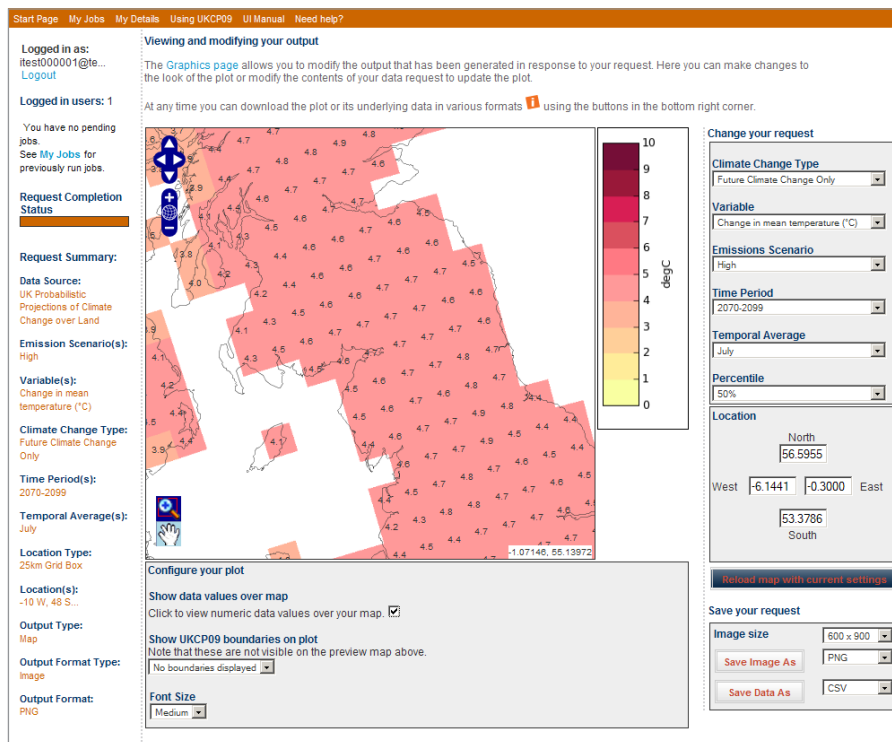 Start Page My Jobs My Details Using UKCP09 UI Manual Need help?
Logged in as:
itest000001@te...
Logout
Logged in users: 1
You have no pending
jobs.
See My Jobs for
previously run jobs.
Request Completion
Status
Request Summary:
Data Source:
UK Probabilistic
Projections of Climate
Change over Land
Emission Scenario(s):
High
Variable(s):
Change in mean
temperature (°C)
Climate Change Type:
Future Climate Change
Only
Time Period(s):
2070-2099
Temporal Average(s):
July
Location Type:
25km Grid Box
Location(s):
-10 W, 48 S...
Output Type:
Map
Output Format Type:
Image
Output Format:
PNG
Viewing and modifying your output
The Graphics page allows you to modify the output that has been generated in response to your request. Here you can make changes to
the look of the plot or modify the contents of your data request to update the plot.
At any time you can download the plot or its underlying data in various formats i using the buttons in the bottom right corner.
-1.07146, 55.13972
10
9
8
7
6
5
4
3
2
1
0
degC
Configure your plot
Show data values over map
Click to view numeric data values over your map.
Show UKCP09 boundaries on plot
Note that these are not visible on the preview map above.
No boundaries displayed
Font Size
Medium
Change your request
Climate Change Type
Future Climate Change Only
Variable
Change in mean temperature (°C)
Emissions Scenario
High
Time Period
2070-2099
Temporal Average
July
Percentile
50%
Location
North
56.5955
West -6.1441 -0.3000 East
53.3786
South
Reload map with current settings
Save your request
Image size 600 x 900
Save Image As PNG
Save Data As CSV